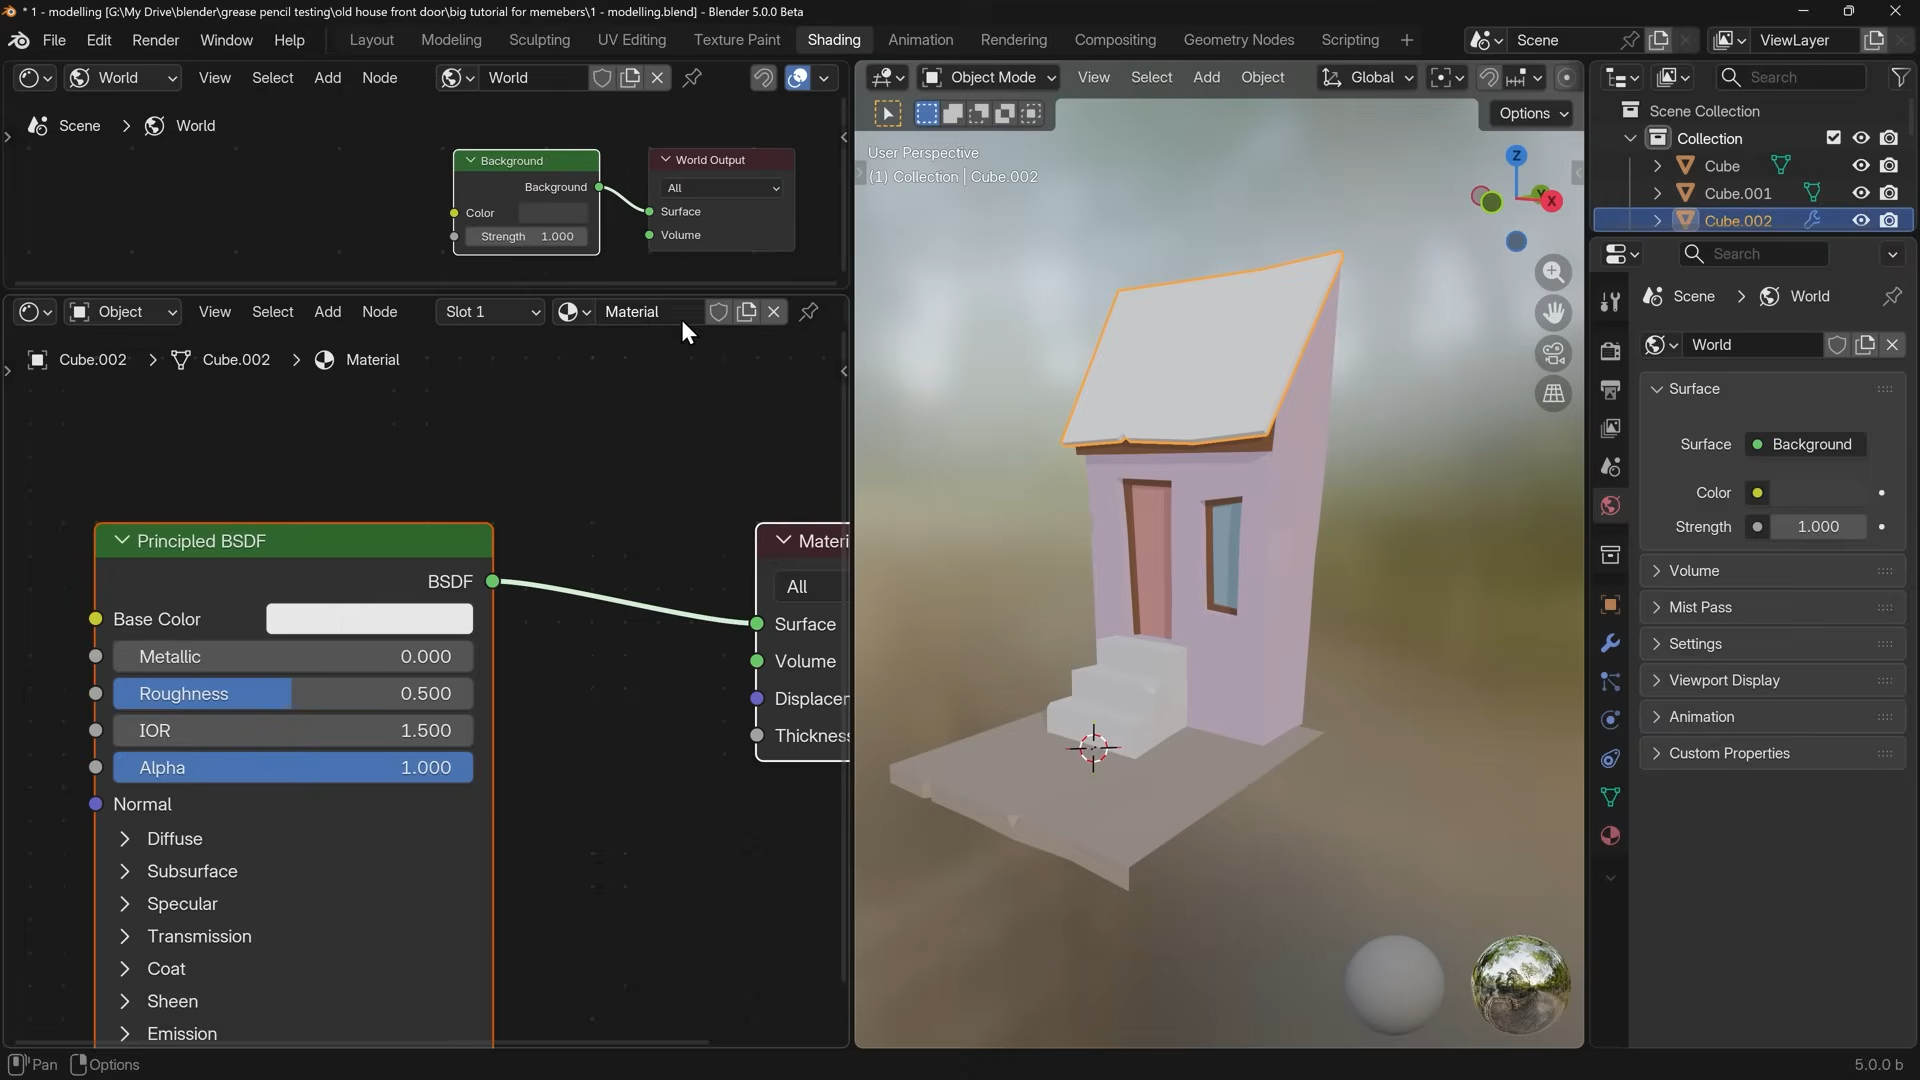 * 1 - modelling [G:\My Drive\blender\grease pencil testing\old house front door\big tutorial for memebers\1 - modelling.blend] - Blender 5.0.0 Beta
File Edit Render Window Help Layout Modeling Sculpting UV Editing Texture Paint Shading Animation Rendering Compositing Geometry Nodes Scripting + Scene ViewLayer
World View Select Add Node World
Object Mode View Select Add Object Global
Search
Options
Scene > World
Background
Background
Color
Strength 1.000
World Output
All
Surface
Volume
Object View Select Add Node Slot 1 Material
Cube.002 > Cube.002 > Material
Principled BSDF
BSDF
Base Color
Metallic 0.000
Roughness 0.500
IOR 1.500
Alpha 1.000
Normal
Diffuse
Subsurface
Specular
Transmission
Coat
Sheen
Emission
Materi
All
Surface
Volume
Displacer
Thickness
User Perspective
(1) Collection | Cube.002
Z
Y
X
Scene Collection
Collection
Cube
Cube.001
Cube.002
Search
Scene > World
World
Surface
Surface Background
Color
Strength 1.000
Volume
Mist Pass
Settings
Viewport Display
Animation
Custom Properties
Pan Options
5.0.0 b